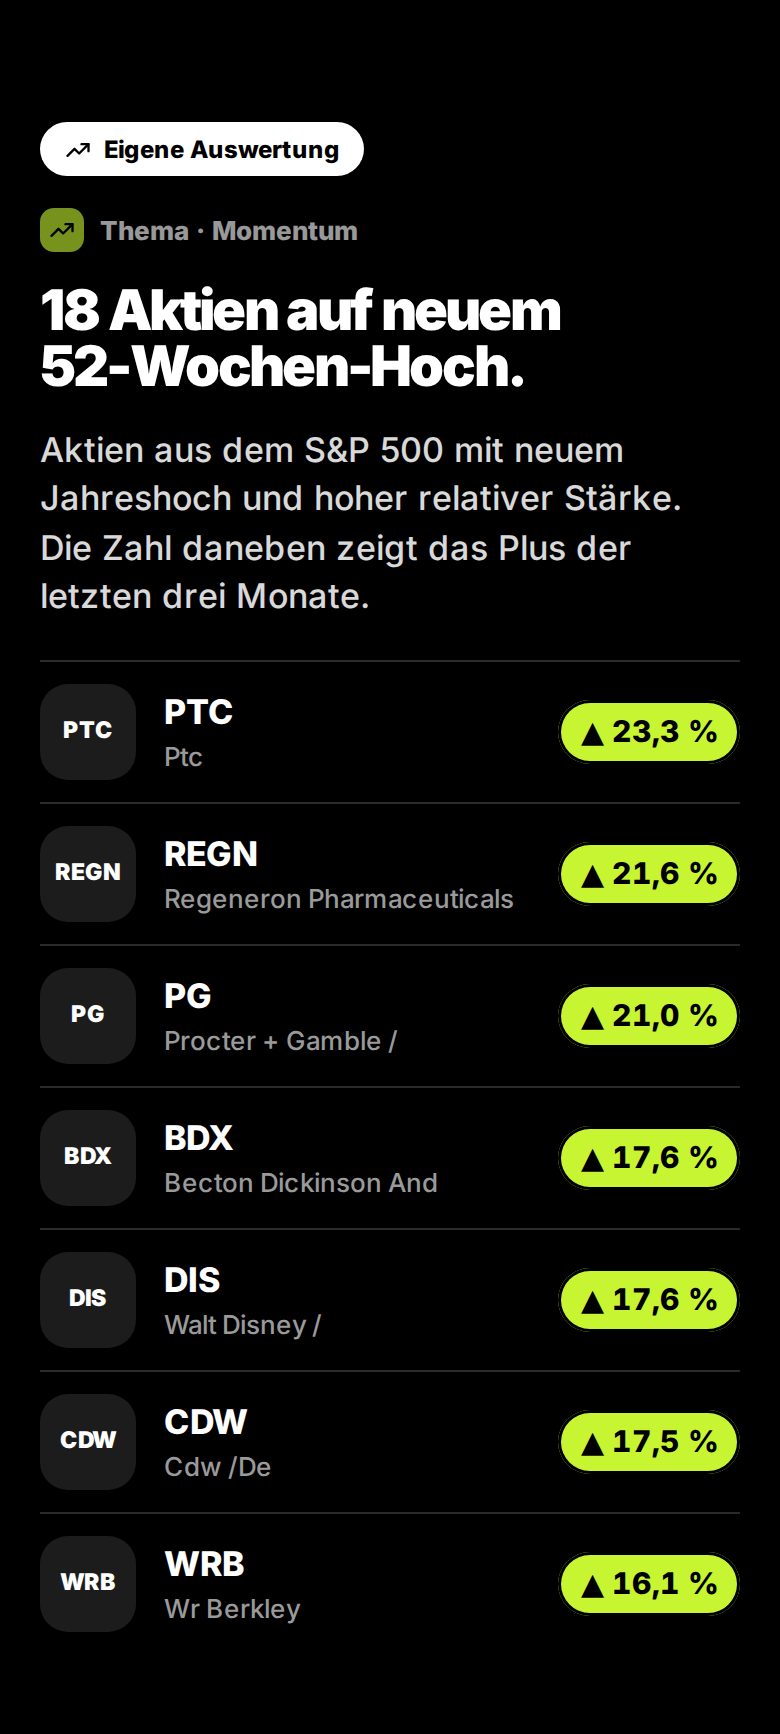 Eigene Auswertung
Thema · Momentum
18 Aktien auf neuem
52-Wochen-Hoch.
Aktien aus dem S&P 500 mit neuem
Jahreshoch und hoher relativer Stärke.
Die Zahl daneben zeigt das Plus der
letzten drei Monate.
PTC
PTC
Ptc
▲ 23,3 %
REGN
REGN
Regeneron Pharmaceuticals
▲ 21,6 %
PG
PG
Procter + Gamble /
▲ 21,0 %
BDX
BDX
Becton Dickinson And
▲ 17,6 %
DIS
DIS
Walt Disney /
▲ 17,6 %
CDW
CDW
Cdw /De
▲ 17,5 %
WRB
WRB
Wr Berkley
▲ 16,1 %